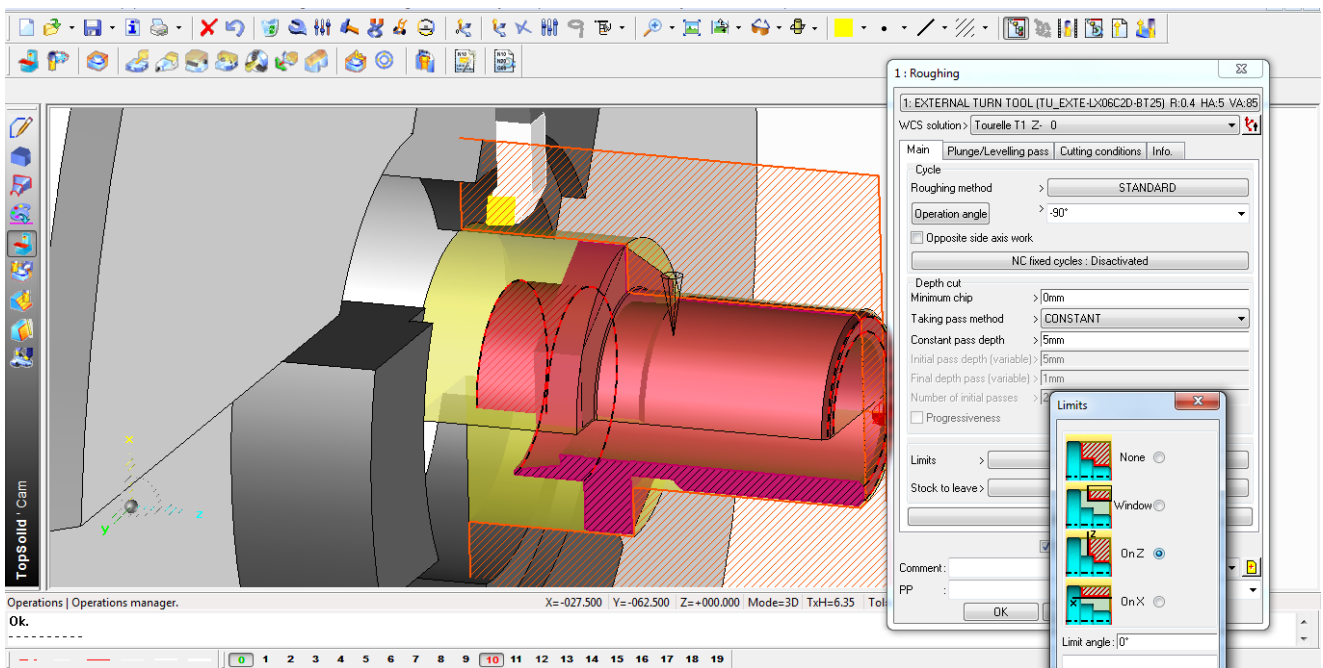 1 : Roughing
1: EXTERNAL TURN TOOL (TU_EXTE-LX06C2D-BT25) R:0.4 HA:5 VA:85
WCS solution > Tourelle T1 Z- 0
Main Plunge/Levelling pass Cutting conditions Info.
Cycle
Roughing method > STANDARD
Operation angle > -90°
Opposite side axis work
NC fixed cycles : Disactivated
Depth cut
Minimum chip > 0mm
Taking pass method > CONSTANT
Constant pass depth > 5mm
Initial pass depth (variable) > 5mm
Final depth pass (variable) > 1mm
Number of initial passes > 2
Progressiveness
Limits >
Stock to leave >
Comment :
PP :
OK
Limits
None
Window
On Z
On X
Limit angle : 0°
x
y
z
TopSolid'Cam
Operations | Operations manager.
X=-027.500 Y=-062.500 Z=+000.000 Mode=3D TxH=6.35 Tol
Ok.
----------
0 1 2 3 4 5 6 7 8 9 10 11 12 13 14 15 16 17 18 19